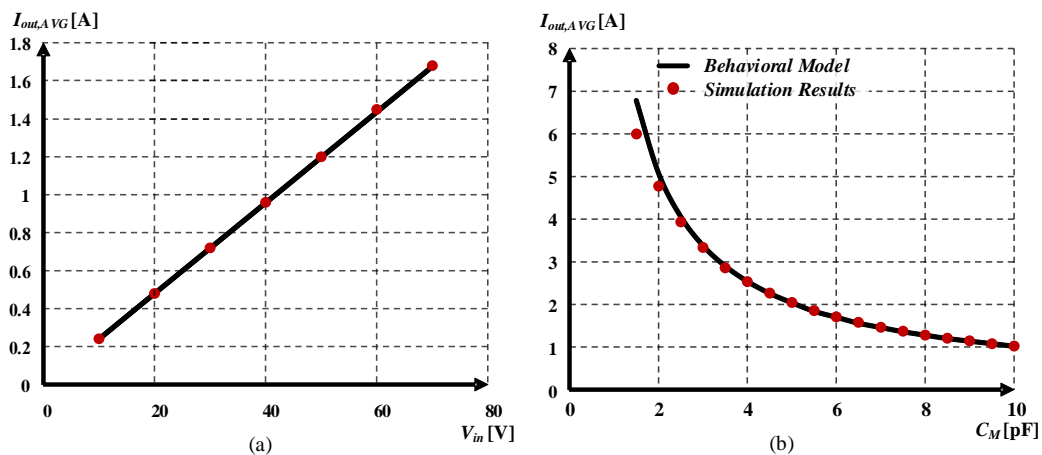 I_out,AVG [A]
1.8
1.6
1.4
1.2
1
0.8
0.6
0.4
0.2
0
0 20 40 60 80
V_in [V]
(a)
I_out,AVG [A]
8
7
6
5
4
3
2
1
0
0 2 4 6 8 10
C_M [pF]
Behavioral Model
Simulation Results
(b)